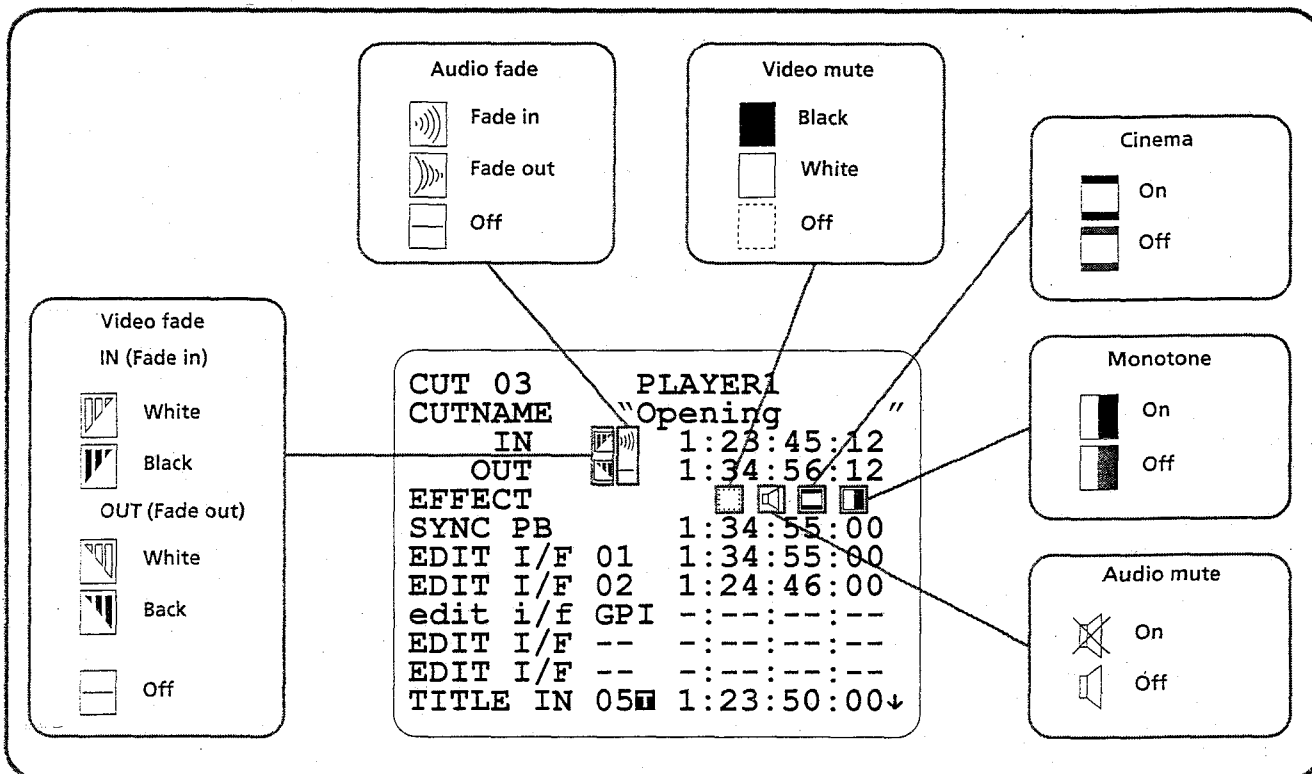 Audio fade
Fade in
Fade out
Off
Video mute
Black
White
Off
Cinema
On
Off
Video fade
IN (Fade in)
White
Black
OUT (Fade out)
White
Back
Off
CUT 03 PLAYER1
CUTNAME "Opening "
IN 1:23:45:12
OUT 1:34:56:12
EFFECT
SYNC PB 1:34:55:00
EDIT I/F 01 1:34:55:00
EDIT I/F 02 1:24:46:00
edit i/f GPI -:--:--:--
EDIT I/F -- -:--:--:--
EDIT I/F -- -:--:--:--
TITLE IN 05T 1:23:50:00↓
Monotone
On
Off
Audio mute
On
Off